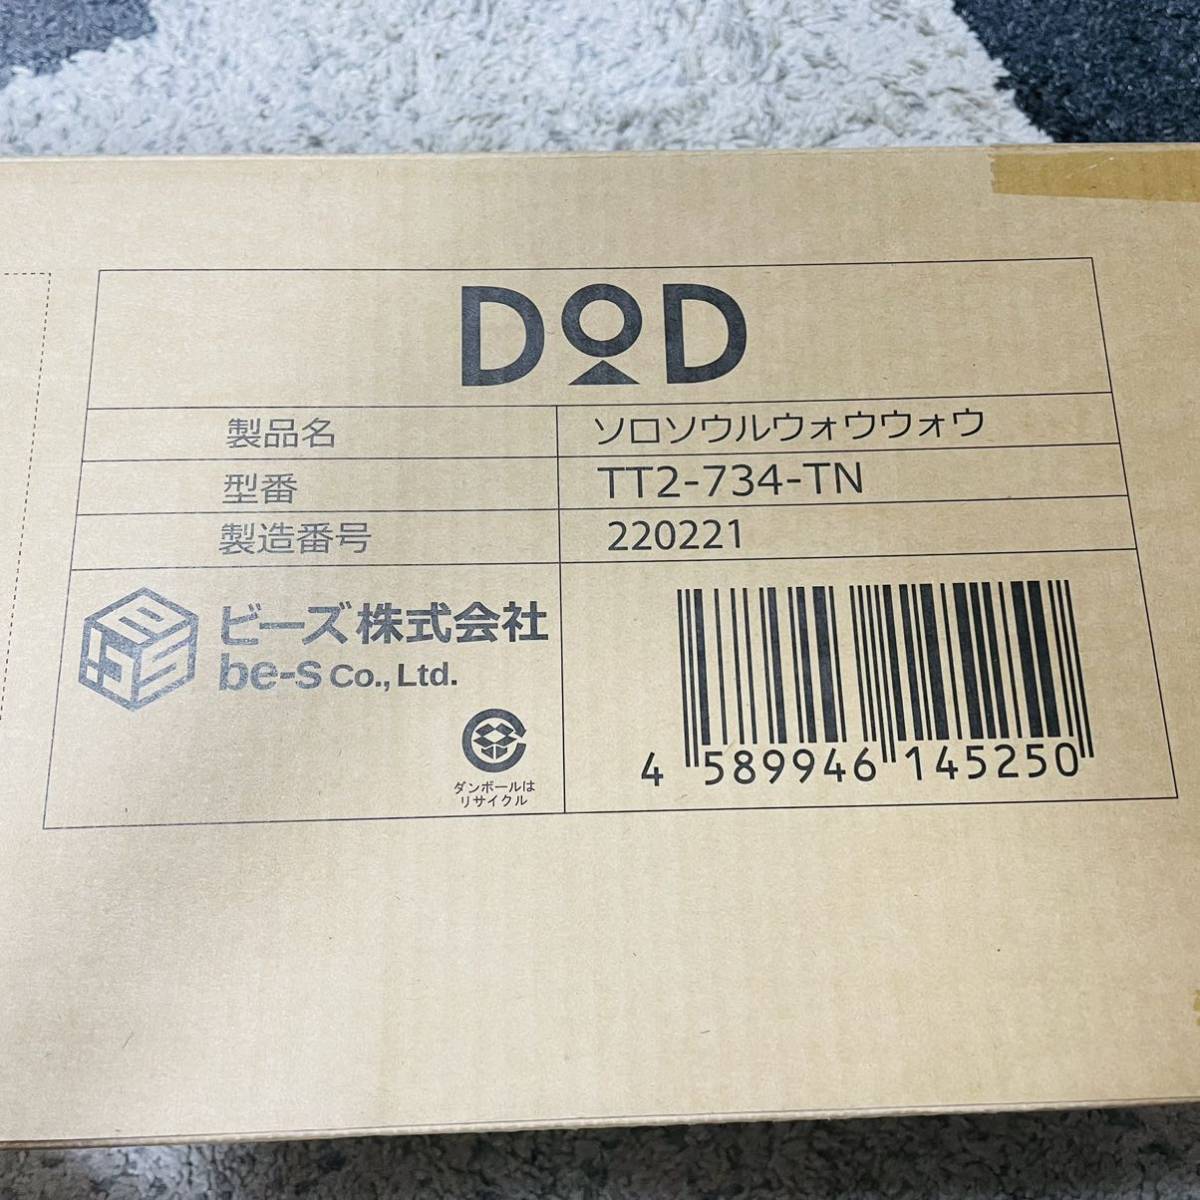 DOD
製品名 ソロソウルウォウウォウ
型番 TT2-734-TN
製造番号 220221
ビーズ株式会社
be-s Co., Ltd.
ダンボールは
リサイクル
4 589946 145250